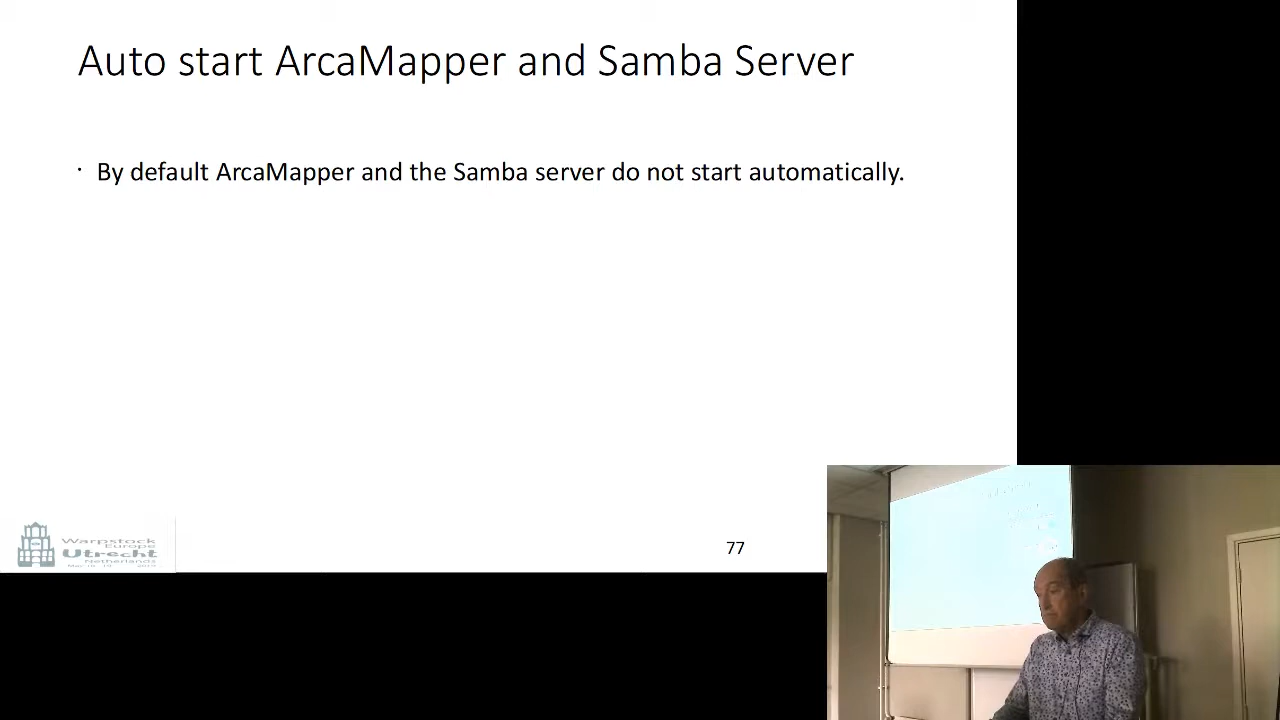 Auto start ArcaMapper and Samba Server
· By default ArcaMapper and the Samba server do not start automatically.
Warpstock
Europe
Utrecht
Netherlands
77